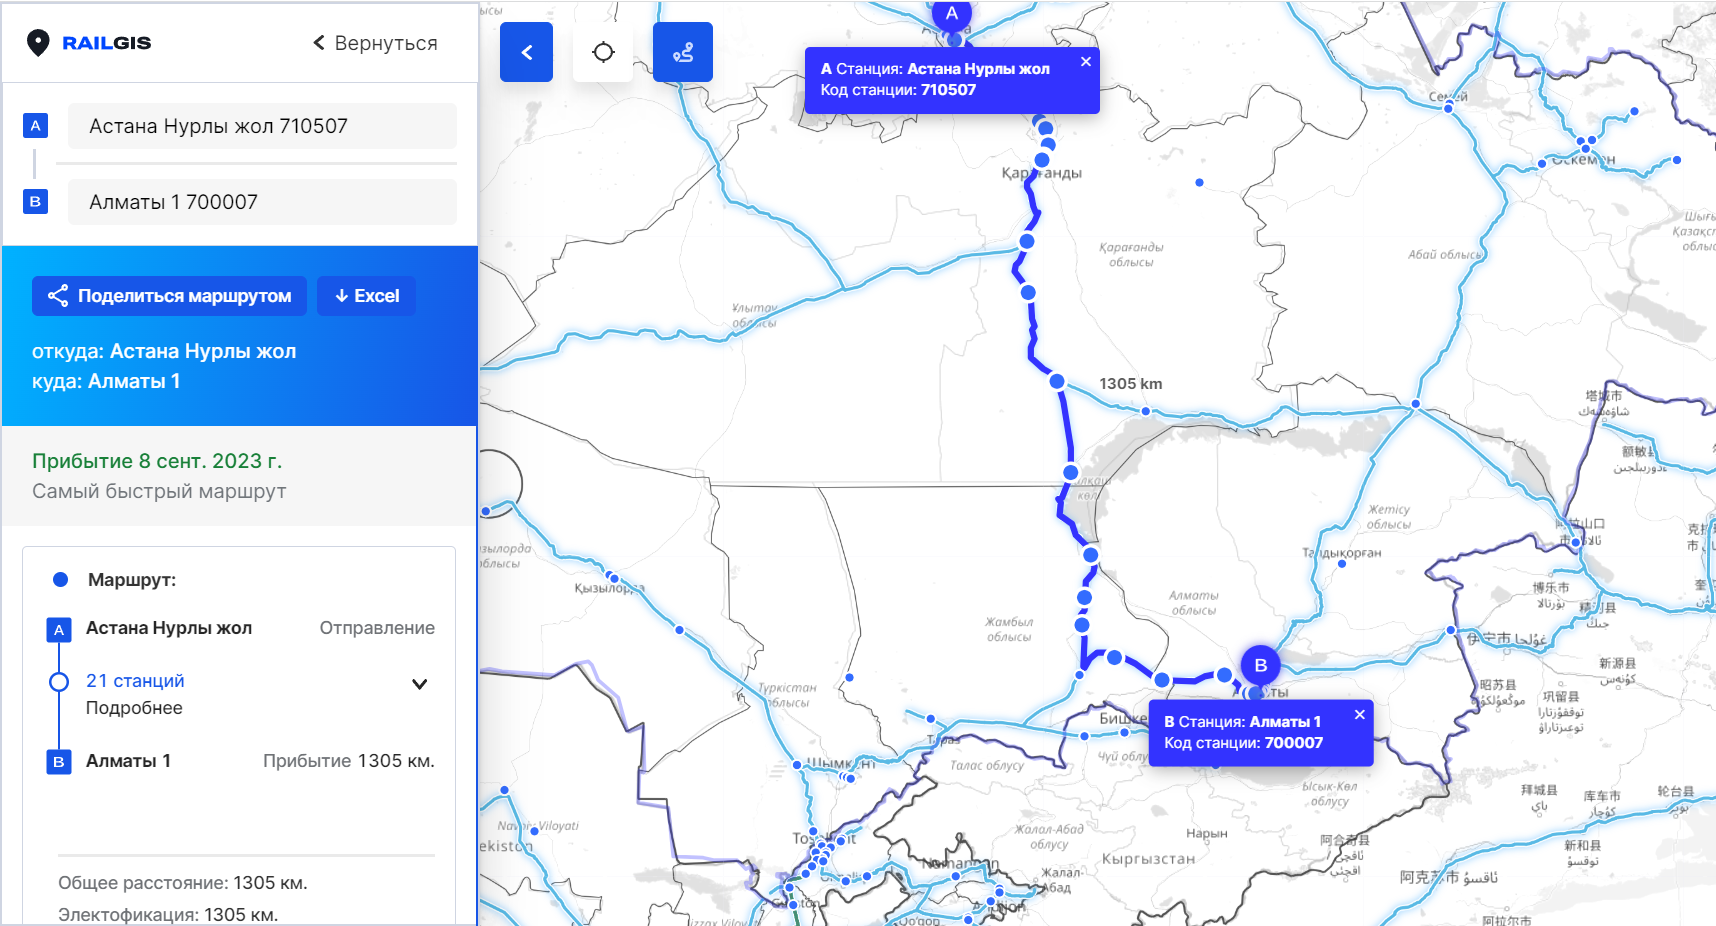 RAILGIS
Вернуться
A
Астана Нурлы жол 710507
B
Алматы 1 700007
Поделиться маршрутом
Excel
откуда: Астана Нурлы жол
куда: Алматы 1
Прибытие 8 сент. 2023 г.
Самый быстрый маршрут
Маршрут:
A
Астана Нурлы жол
Отправление
21 станций
Подробнее
B
Алматы 1
Прибытие 1305 км.
Общее расстояние: 1305 км.
Электофикация: 1305 км.
A
A Станция: Астана Нурлы жол
Код станции: 710507
Семей
Өскемен
Қарағанды
Қарағанды
облысы
Абай облысы
Ұлытау
облысы
1305 km
塔城市
额敏县
Жетісу
облысы
Талдықорған
Қызылорда
Алматы
облысы
Жамбыл
облысы
博乐市
精河县
伊宁市
新源县
昭苏县
巩留县
Түркістан
облысы
B
B Станция: Алматы 1
Код станции: 700007
Бишке
Тараз
Шымкент
Талас облусу
Чүй облу
Ысык-Көл
облусу
拜城县
库车市
轮台县
Navoiy Viloyati
ekiston
Жалал-Абад
облусу
Нарын
阿合奇县
新和县
Namangan
Кыргызстан
Жалал-
Абад
阿克苏市
阿拉尔市